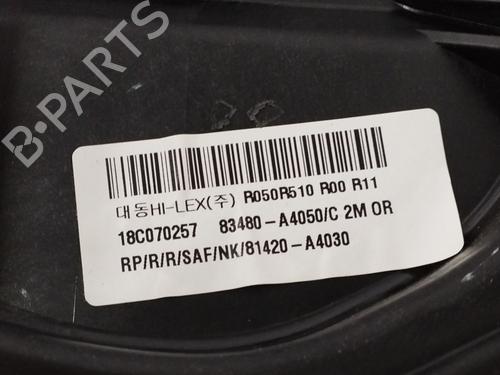 B-PARTS
대동HI-LEX(주) R050R510 R00 R11
18C070257 83480-A4050/C 2M OR
RP/R/R/SAF/NK/81420-A4030